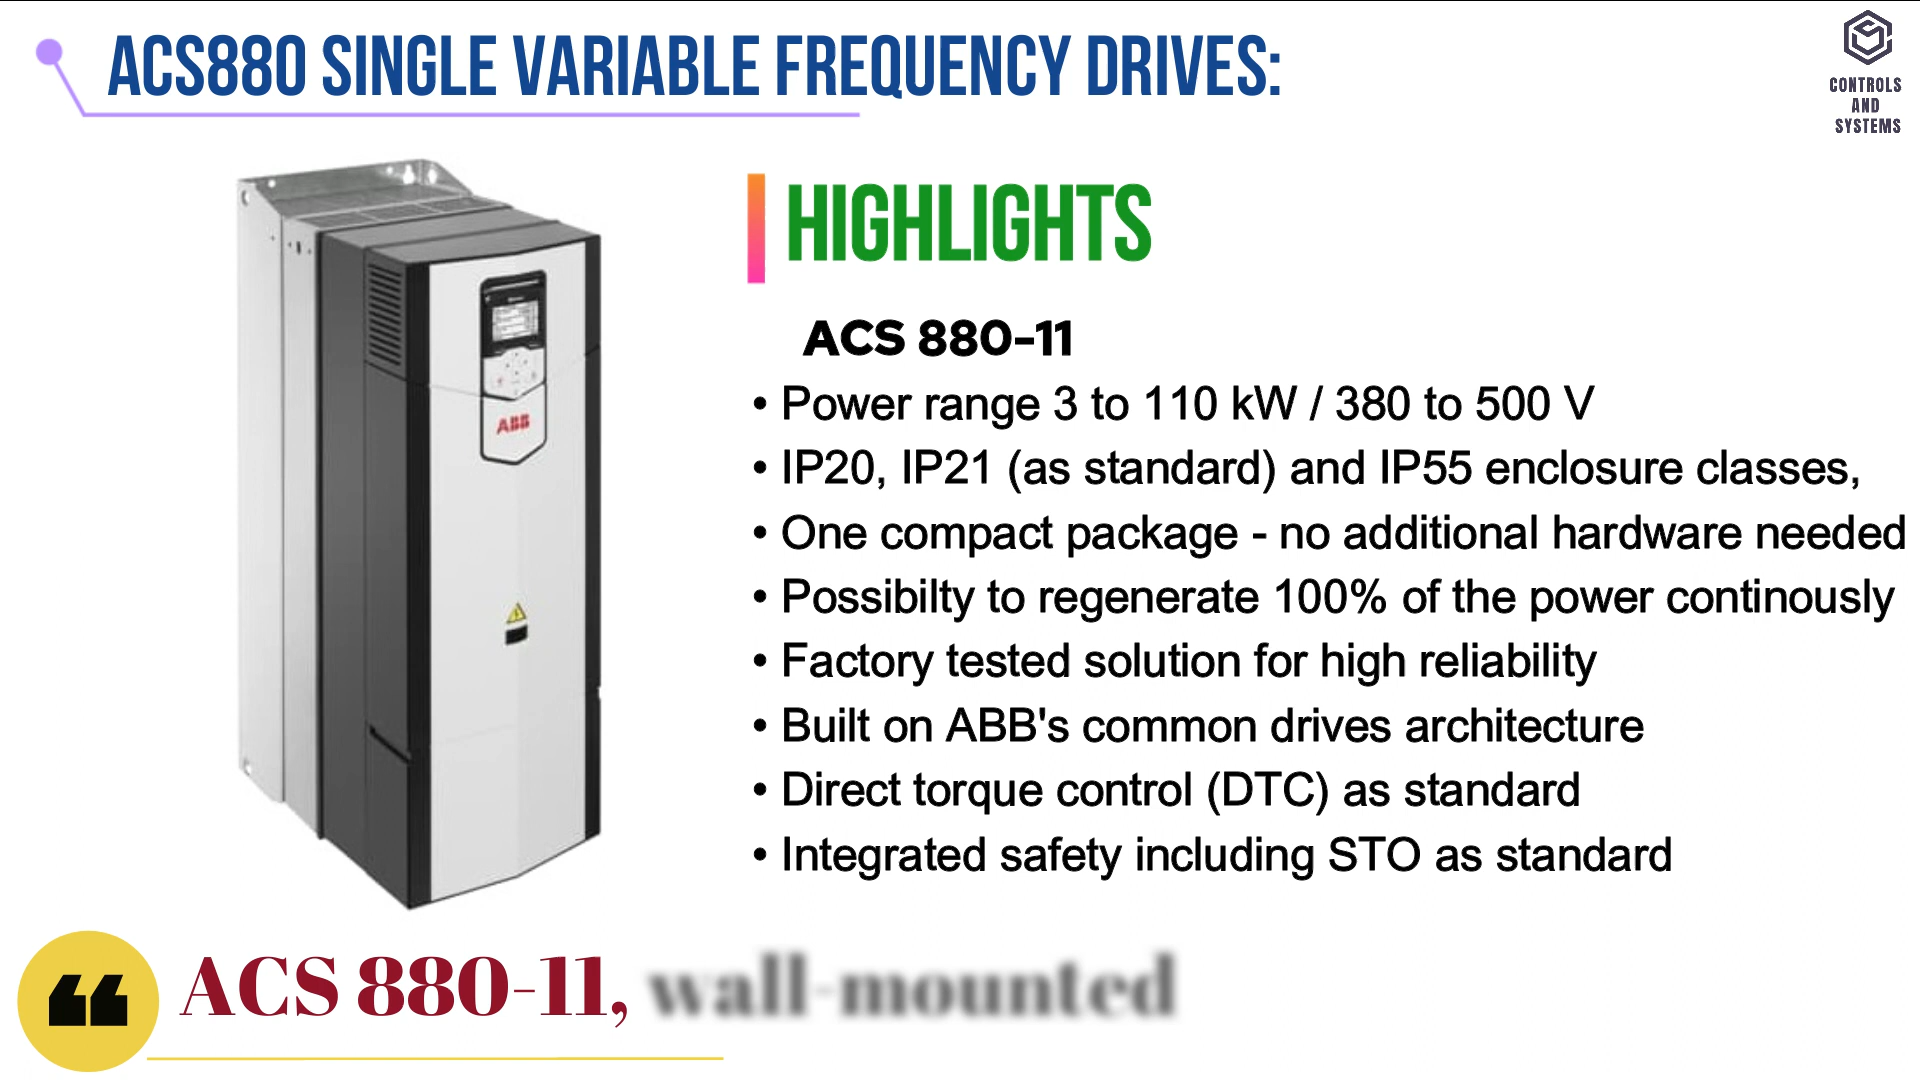 ACS880 SINGLE VARIABLE FREQUENCY DRIVES:
CONTROLS
AND
SYSTEMS
HIGHLIGHTS
ACS 880-11
• Power range 3 to 110 kW / 380 to 500 V
• IP20, IP21 (as standard) and IP55 enclosure classes,
• One compact package - no additional hardware needed
• Possibilty to regenerate 100% of the power continously
• Factory tested solution for high reliability
• Built on ABB's common drives architecture
• Direct torque control (DTC) as standard
• Integrated safety including STO as standard
ABB
ACS 880-11, wall-mounted